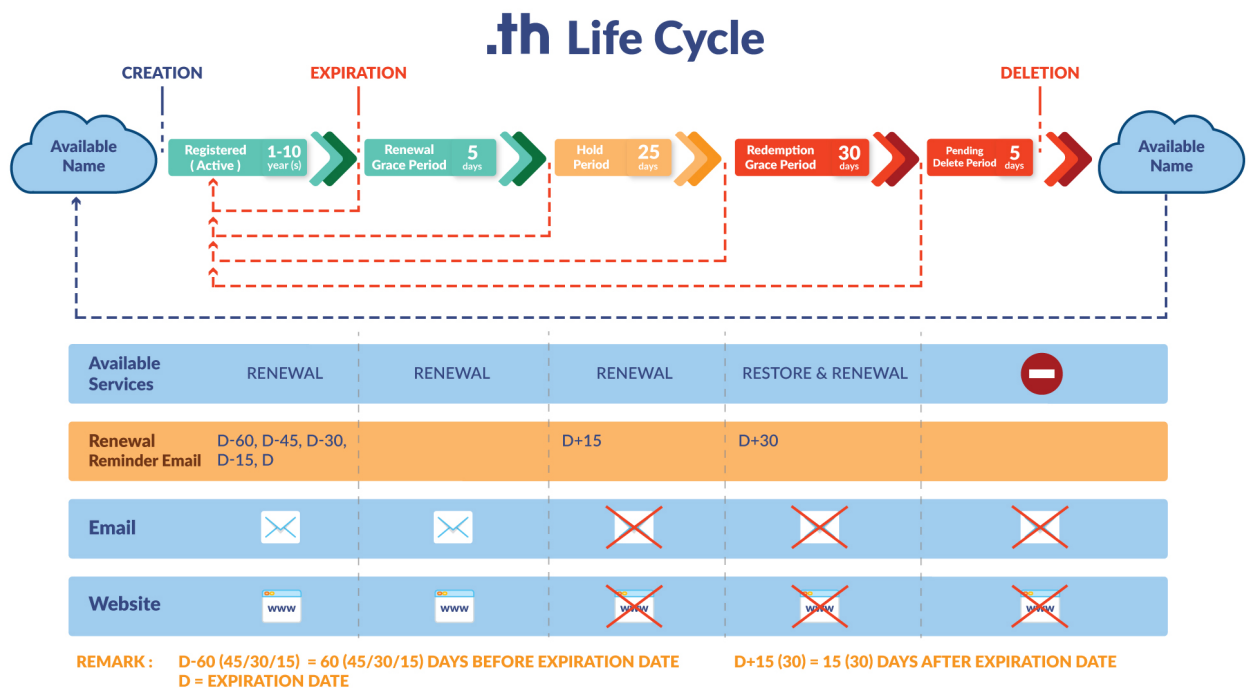 .th Life Cycle
CREATION
EXPIRATION
DELETION
Available
Name
Registered
( Active )
1-10
year (s)
Renewal
Grace Period
5
days
Hold
Period
25
days
Redemption
Grace Period
30
days
Pending
Delete Period
5
days
Available
Name
Available
Services
RENEWAL
RENEWAL
RENEWAL
RESTORE & RENEWAL
Renewal
Reminder Email
D-60, D-45, D-30,
D-15, D
D+15
D+30
Email
Website
www
www
www
www
www
REMARK :
D-60 (45/30/15) = 60 (45/30/15) DAYS BEFORE EXPIRATION DATE
D = EXPIRATION DATE
D+15 (30) = 15 (30) DAYS AFTER EXPIRATION DATE